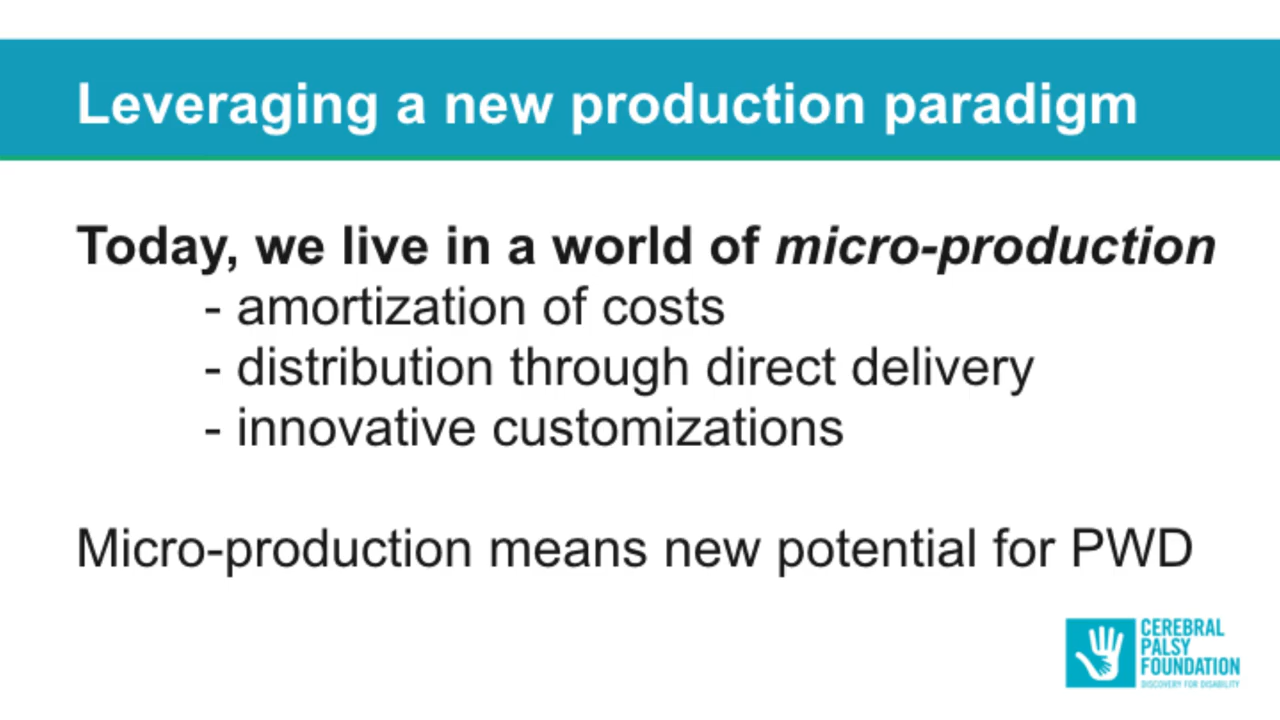 Leveraging a new production paradigm
Today, we live in a world of micro-production
- amortization of costs
- distribution through direct delivery
- innovative customizations
Micro-production means new potential for PWD
CEREBRAL
PALSY
FOUNDATION
DISCOVERY FOR DISABILITY